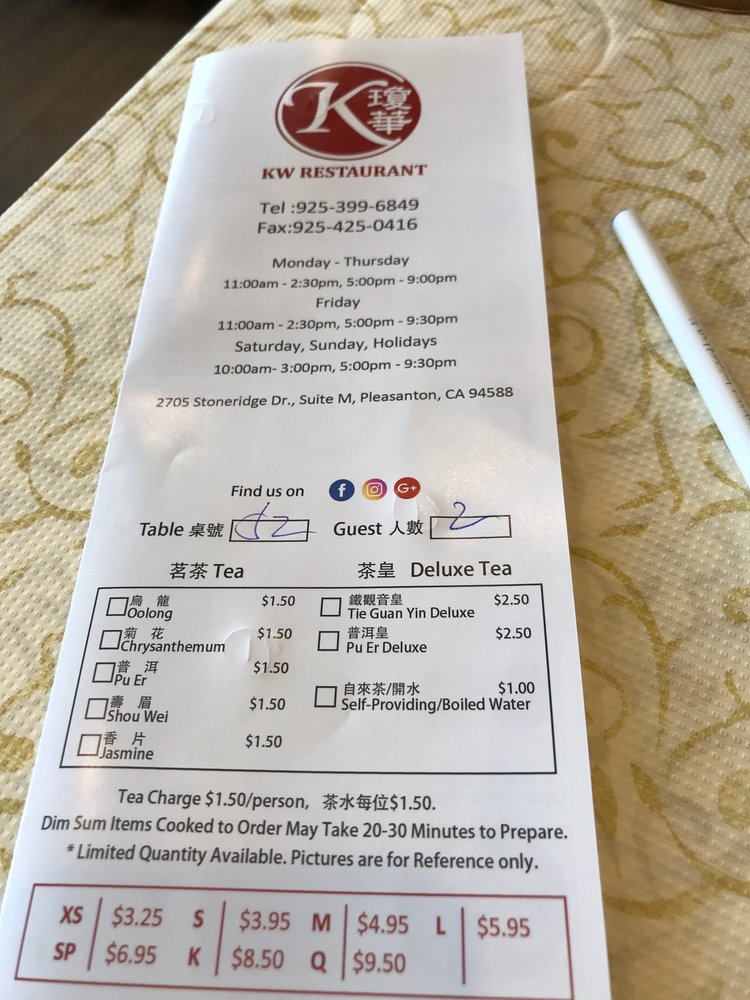 K 瓊華
KW RESTAURANT
Tel :925-399-6849
Fax:925-425-0416
Monday - Thursday
11:00am - 2:30pm, 5:00pm - 9:00pm
Friday
11:00am - 2:30pm, 5:00pm - 9:30pm
Saturday, Sunday, Holidays
10:00am- 3:00pm, 5:00pm - 9:30pm
2705 Stoneridge Dr., Suite M, Pleasanton, CA 94588
Find us on f G+
Table 桌號 Guest 人數 2
茗茶 Tea 茶皇 Deluxe Tea
烏 龍 $1.50 鐵觀音皇 $2.50
Oolong Tie Guan Yin Deluxe
菊 花 $1.50 普洱皇 $2.50
Chrysanthemum Pu Er Deluxe
普 洱 $1.50
Pu Er
壽 眉 $1.50 自來茶/開水 $1.00
Shou Wei Self-Providing/Boiled Water
香 片 $1.50
Jasmine
Tea Charge $1.50/person, 茶水每位$1.50.
Dim Sum Items Cooked to Order May Take 20-30 Minutes to Prepare.
* Limited Quantity Available. Pictures are for Reference only.
XS $3.25 S $3.95 M $4.95 L $5.95
SP $6.95 K $8.50 Q $9.50